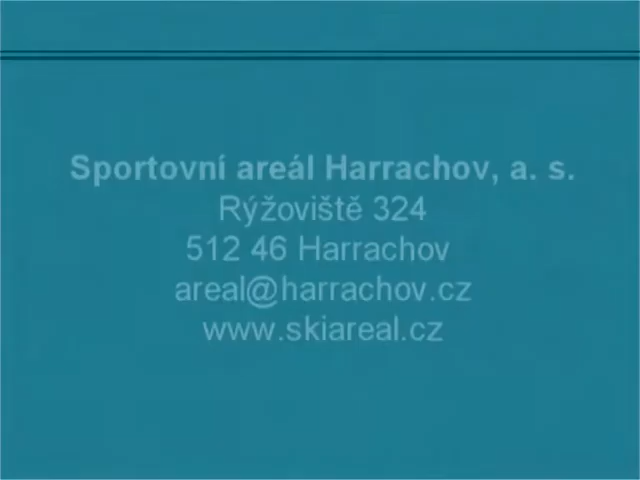 Sportovní areál Harrachov, a. s.
Rýžoviště 324
512 46 Harrachov
areal@harrachov.cz
www.skiareal.cz